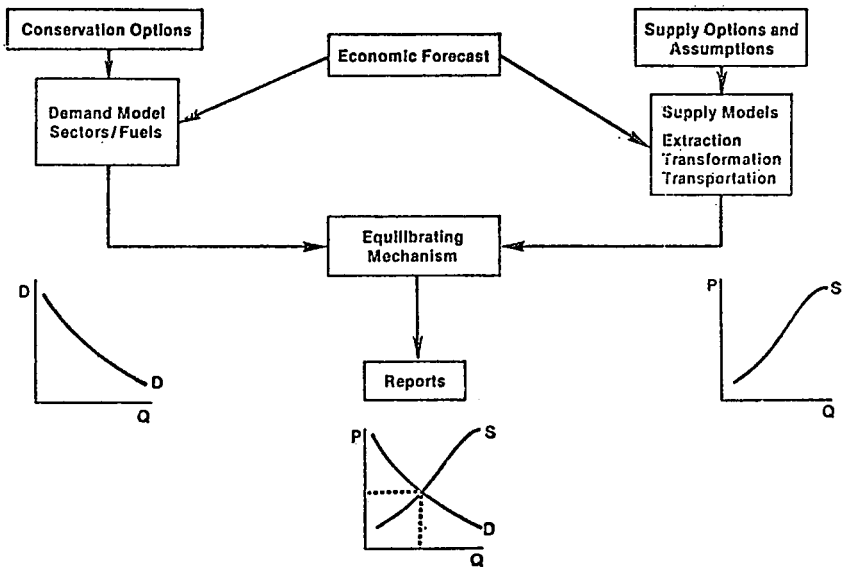 Conservation Options
Economic Forecast
Supply Options and
Assumptions
Demand Model
Sectors/Fuels
Supply Models
Extraction
Transformation
Transportation
Equilibrating
Mechanism
D
D
Q
Reports
P
S
Q
P
S
D
Q